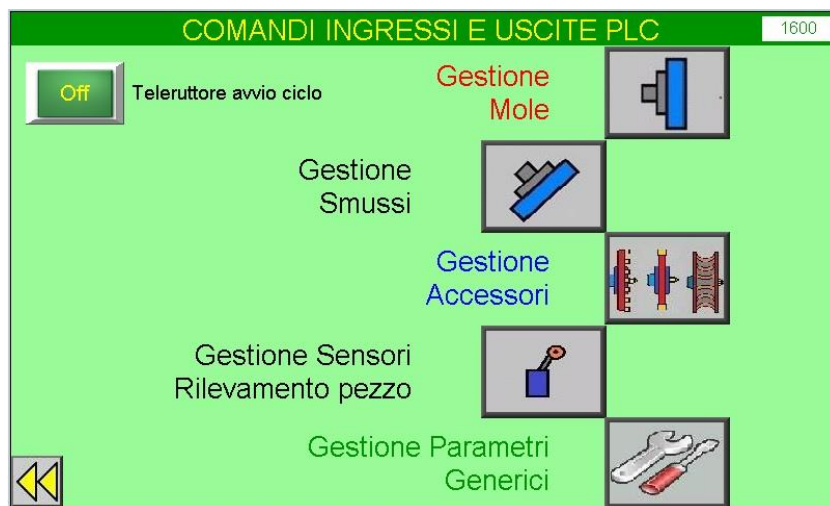 COMANDI INGRESSI E USCITE PLC
1600
Off
Teleruttore avvio ciclo
Gestione
Mole
Gestione
Smussi
Gestione
Accessori
Gestione Sensori
Rilevamento pezzo
Gestione Parametri
Generici